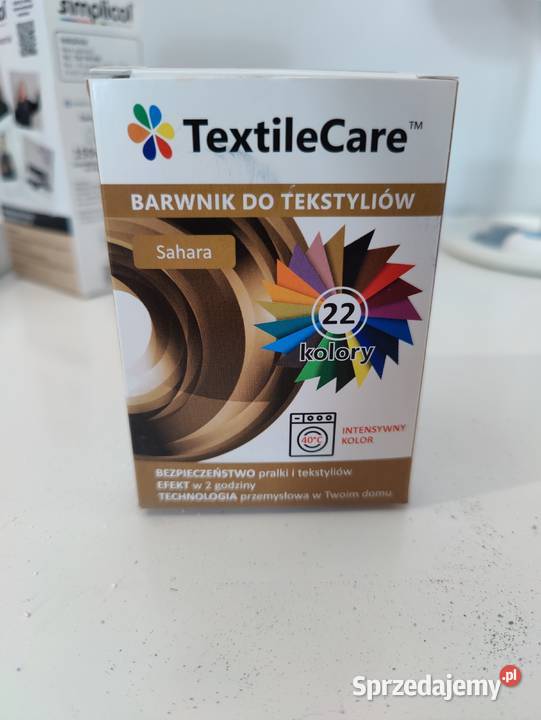 simplicol
TextileCare™
BARWNIK DO TEKSTYLIÓW
Sahara
22
kolory
40°C
INTENSYWNY
KOLOR
BEZPIECZEŃSTWO pralki i tekstyliów
EFEKT w 2 godziny
TECHNOLOGIA przemysłowa w Twoim domu
Sprzedajemy.pl